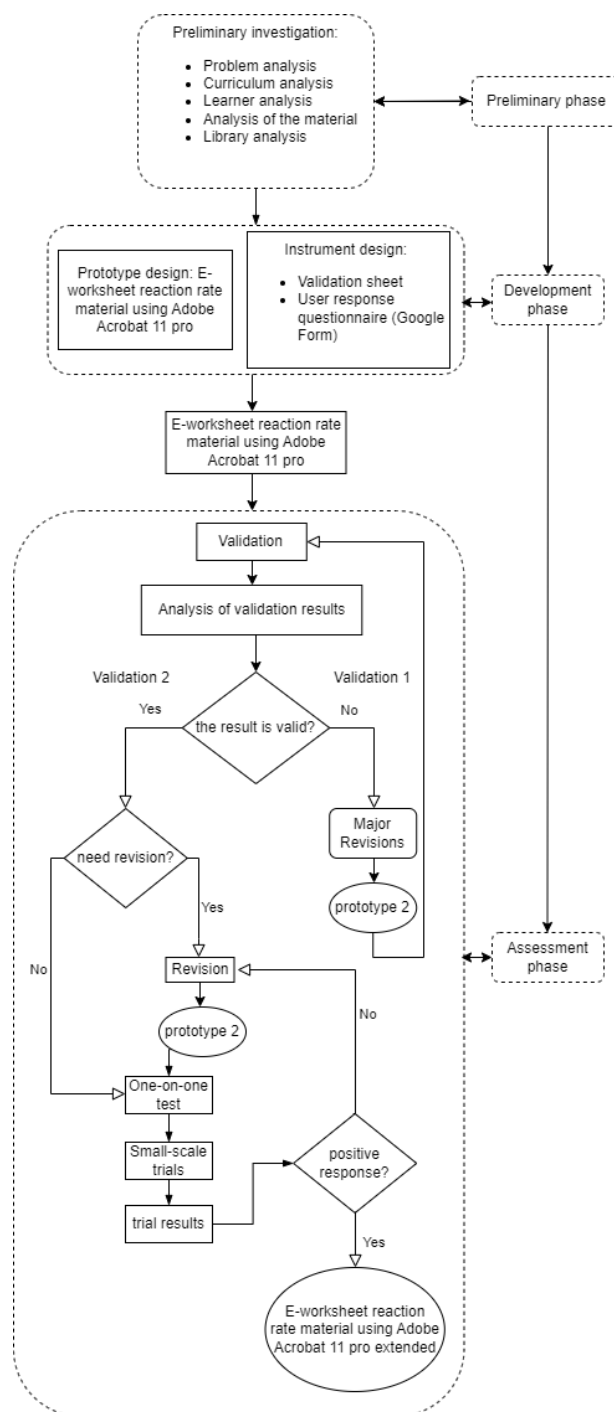 Preliminary investigation:
• Problem analysis
• Curriculum analysis
• Learner analysis
• Analysis of the material
• Library analysis
Preliminary phase
Prototype design: E-
worksheet reaction rate
material using Adobe
Acrobat 11 pro
Instrument design:
• Validation sheet
• User response
questionnaire (Google
Form)
Development
phase
E-worksheet reaction rate
material using Adobe
Acrobat 11 pro
Validation
Analysis of validation results
Validation 2
Validation 1
Yes
the result is valid?
No
need revision?
Major
Revisions
prototype 2
Yes
No
Revision
Assessment
phase
No
prototype 2
One-on-one
test
Small-scale
trials
positive
response?
trial results
Yes
E-worksheet reaction
rate material using Adobe
Acrobat 11 pro extended